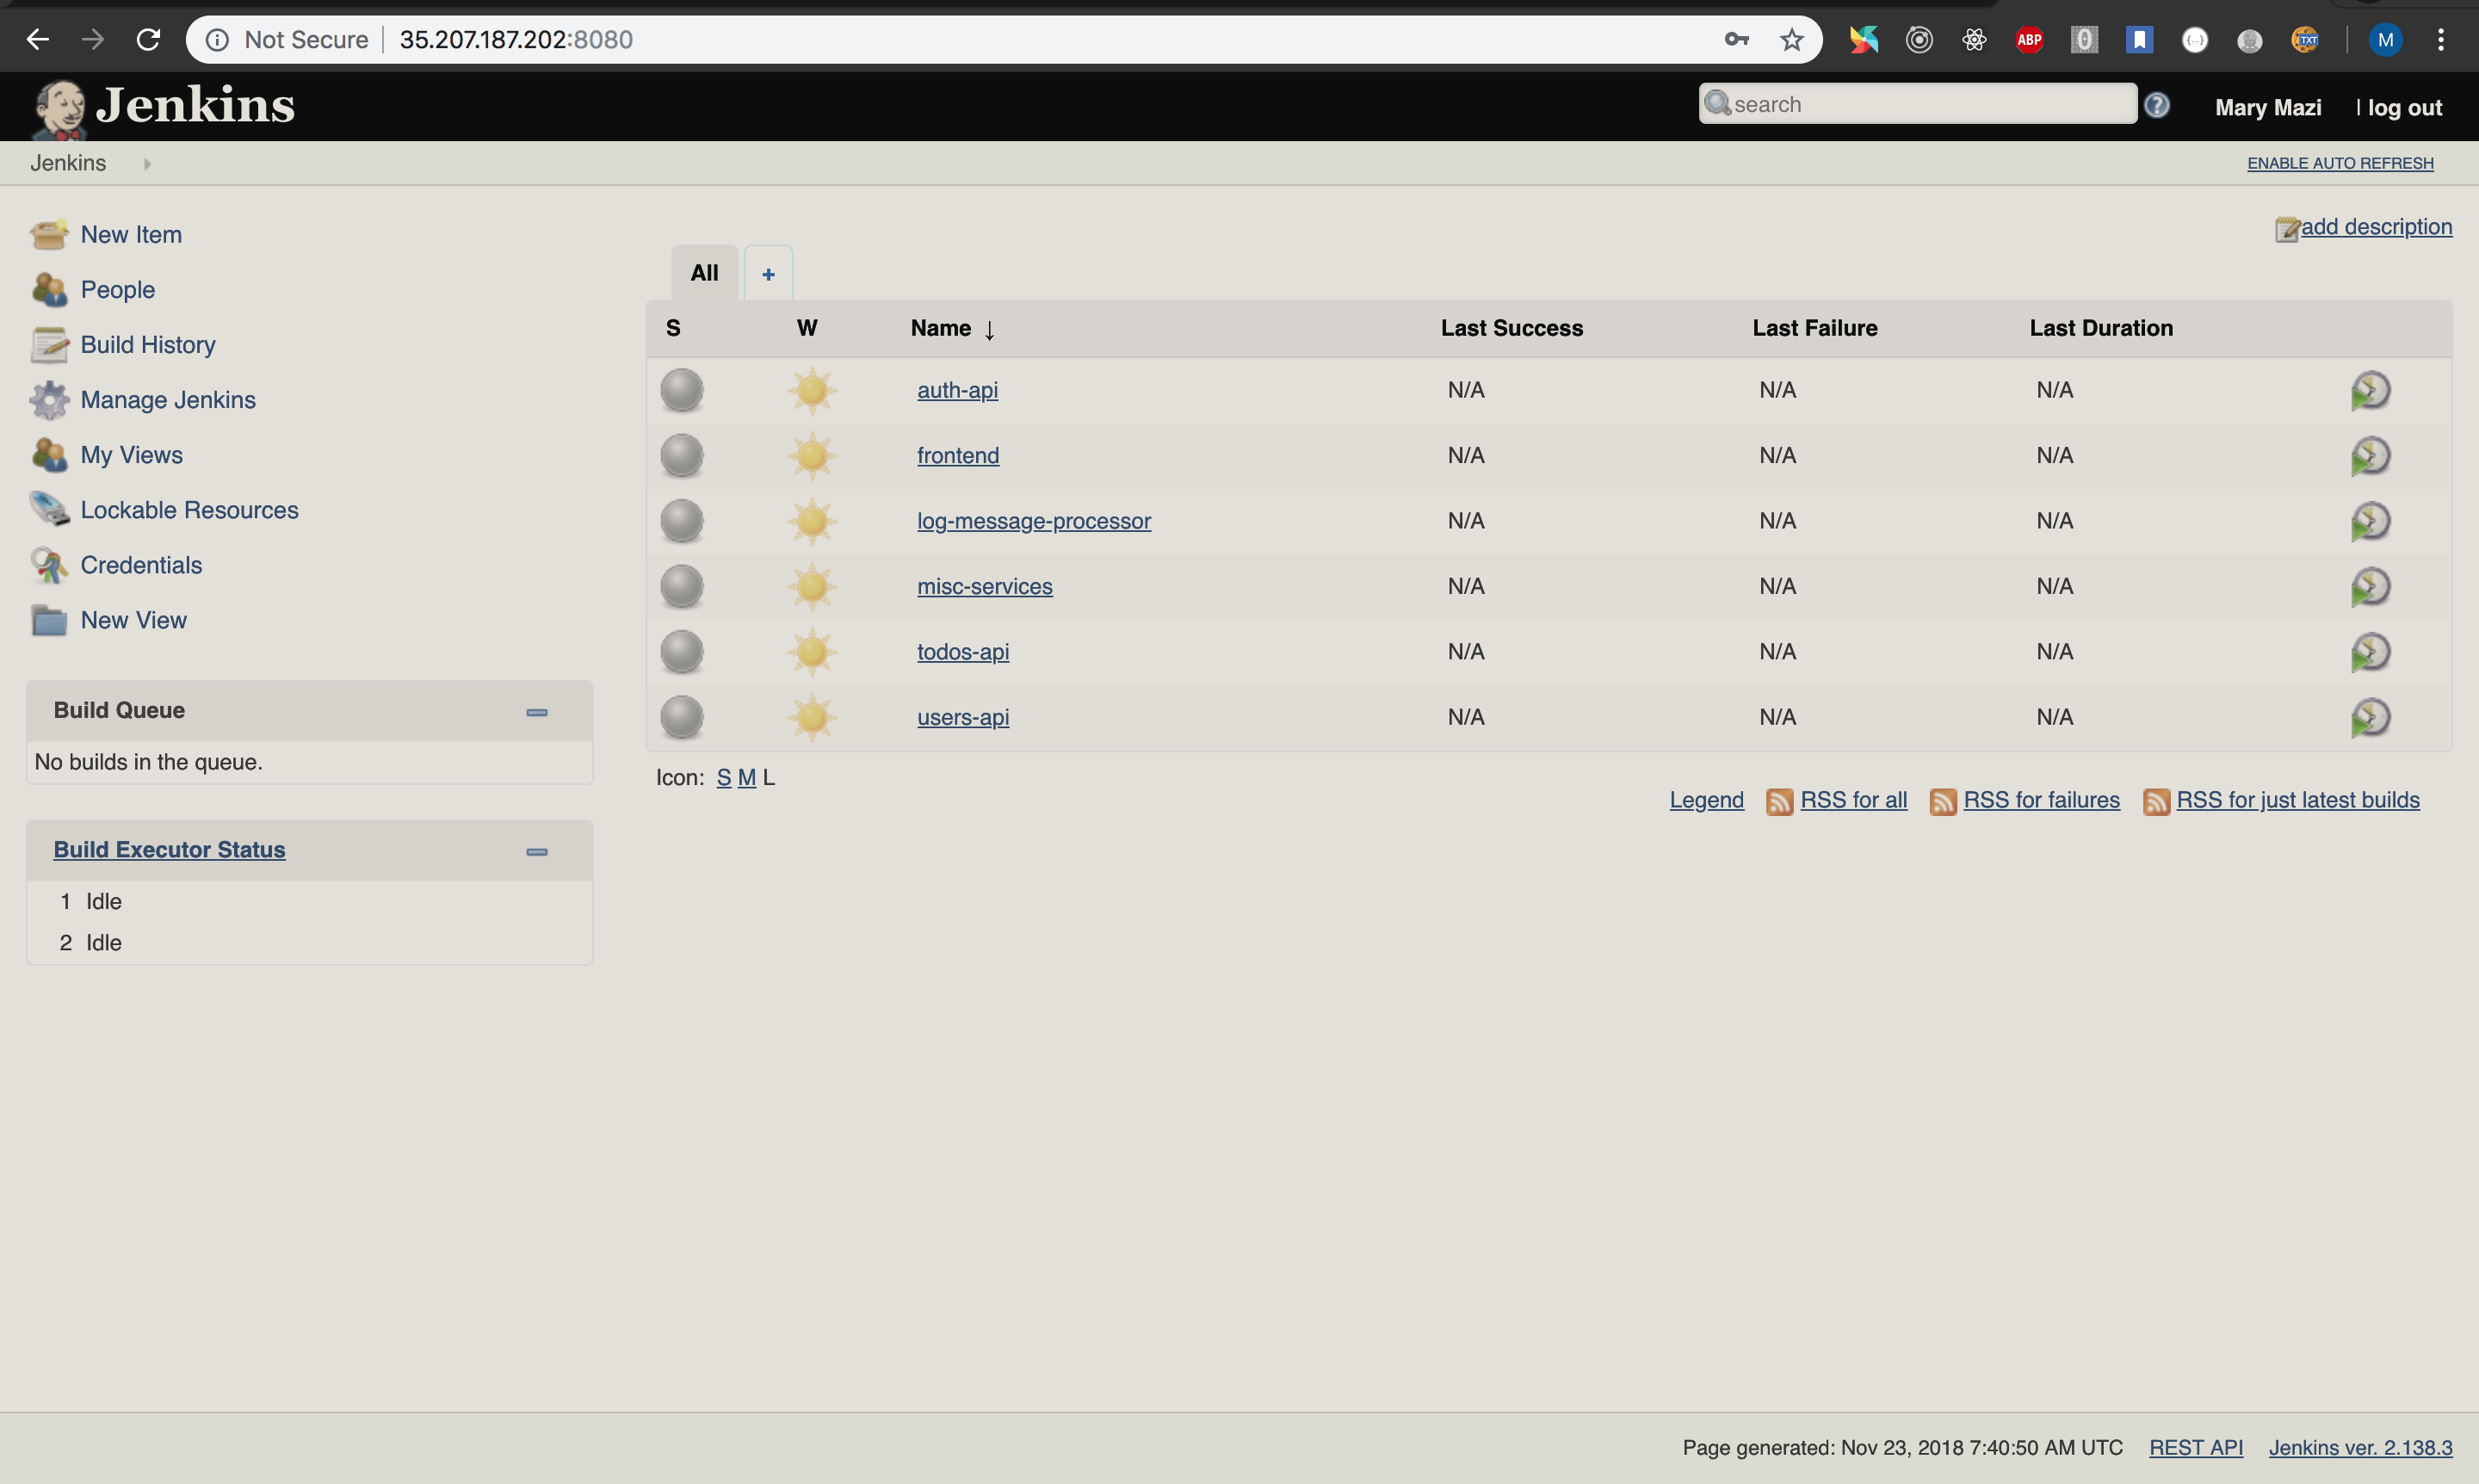 Not Secure 35.207.187.202:8080
ABP
TXT
M
Jenkins
search
Mary Mazi | log out
Jenkins
ENABLE AUTO REFRESH
New Item
People
Build History
Manage Jenkins
My Views
Lockable Resources
Credentials
New View
Build Queue
No builds in the queue.
Build Executor Status
1 Idle
2 Idle
add description
All +
S W Name ↓ Last Success Last Failure Last Duration
auth-api N/A N/A N/A
frontend N/A N/A N/A
log-message-processor N/A N/A N/A
misc-services N/A N/A N/A
todos-api N/A N/A N/A
users-api N/A N/A N/A
Icon: S M L
Legend RSS for all RSS for failures RSS for just latest builds
Page generated: Nov 23, 2018 7:40:50 AM UTC REST API Jenkins ver. 2.138.3